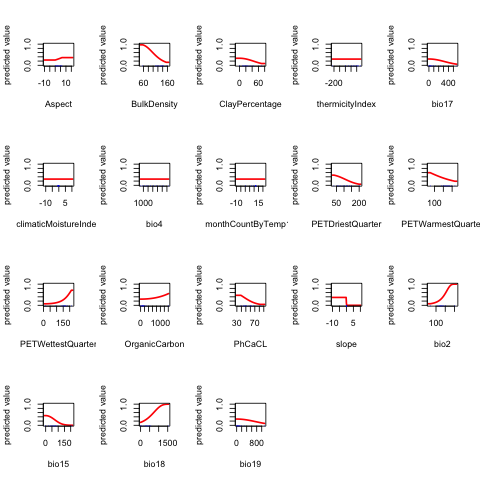 predicted value
0.0 1.0
-10 10
Aspect
predicted value
0.0 1.0
60 160
BulkDensity
predicted value
0.0 1.0
0 60
ClayPercentage
predicted value
0.0 1.0
-200
thermicityIndex
predicted value
0.0 1.0
0 400
bio17
predicted value
0.0 1.0
-10 5
climaticMoistureInde
predicted value
0.0 1.0
1000
bio4
predicted value
0.0 1.0
-10 15
monthCountByTemp
predicted value
0.0 1.0
50 200
PETDriestQuarter
predicted value
0.0 1.0
100
PETWarmestQuarte
predicted value
0.0 1.0
0 150
PETWettestQuarter
predicted value
0.0 1.0
0 1000
OrganicCarbon
predicted value
0.0 1.0
30 70
PhCaCL
predicted value
0.0 1.0
-10 5
slope
predicted value
0.0 1.0
100
bio2
predicted value
0.0 1.0
0 150
bio15
predicted value
0.0 1.0
0 1500
bio18
predicted value
0.0 1.0
0 800
bio19